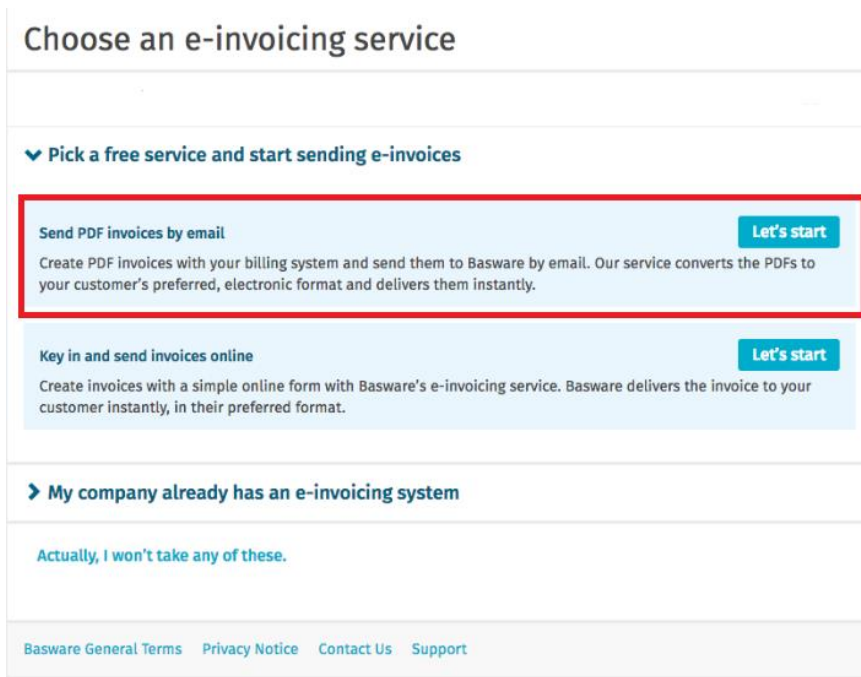 Choose an e-invoicing service
Pick a free service and start sending e-invoices
Send PDF invoices by email
Let's start
Create PDF invoices with your billing system and send them to Basware by email. Our service converts the PDFs to
your customer's preferred, electronic format and delivers them instantly.
Key in and send invoices online
Let's start
Create invoices with a simple online form with Basware's e-invoicing service. Basware delivers the invoice to your
customer instantly, in their preferred format.
My company already has an e-invoicing system
Actually, I won't take any of these.
Basware General Terms Privacy Notice Contact Us Support